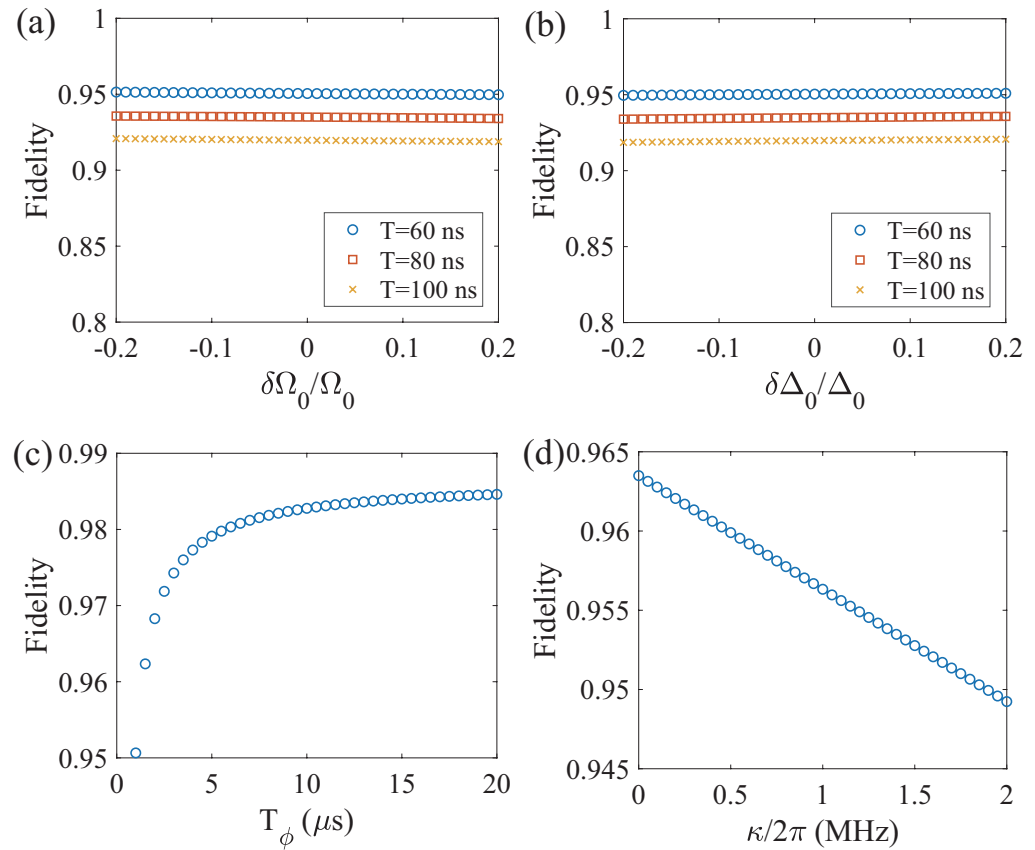 (a)
1
0.95
0.9
0.85
0.8
Fidelity
T=60 ns
T=80 ns
T=100 ns
-0.2 -0.1 0 0.1 0.2
δΩ₀/Ω₀
(b)
1
0.95
0.9
0.85
0.8
Fidelity
T=60 ns
T=80 ns
T=100 ns
-0.2 -0.1 0 0.1 0.2
δΔ₀/Δ₀
(c)
0.99
0.98
0.97
0.96
0.95
Fidelity
0 5 10 15 20
T_ϕ (μs)
(d)
0.965
0.96
0.955
0.95
0.945
Fidelity
0 0.5 1 1.5 2
κ/2π (MHz)